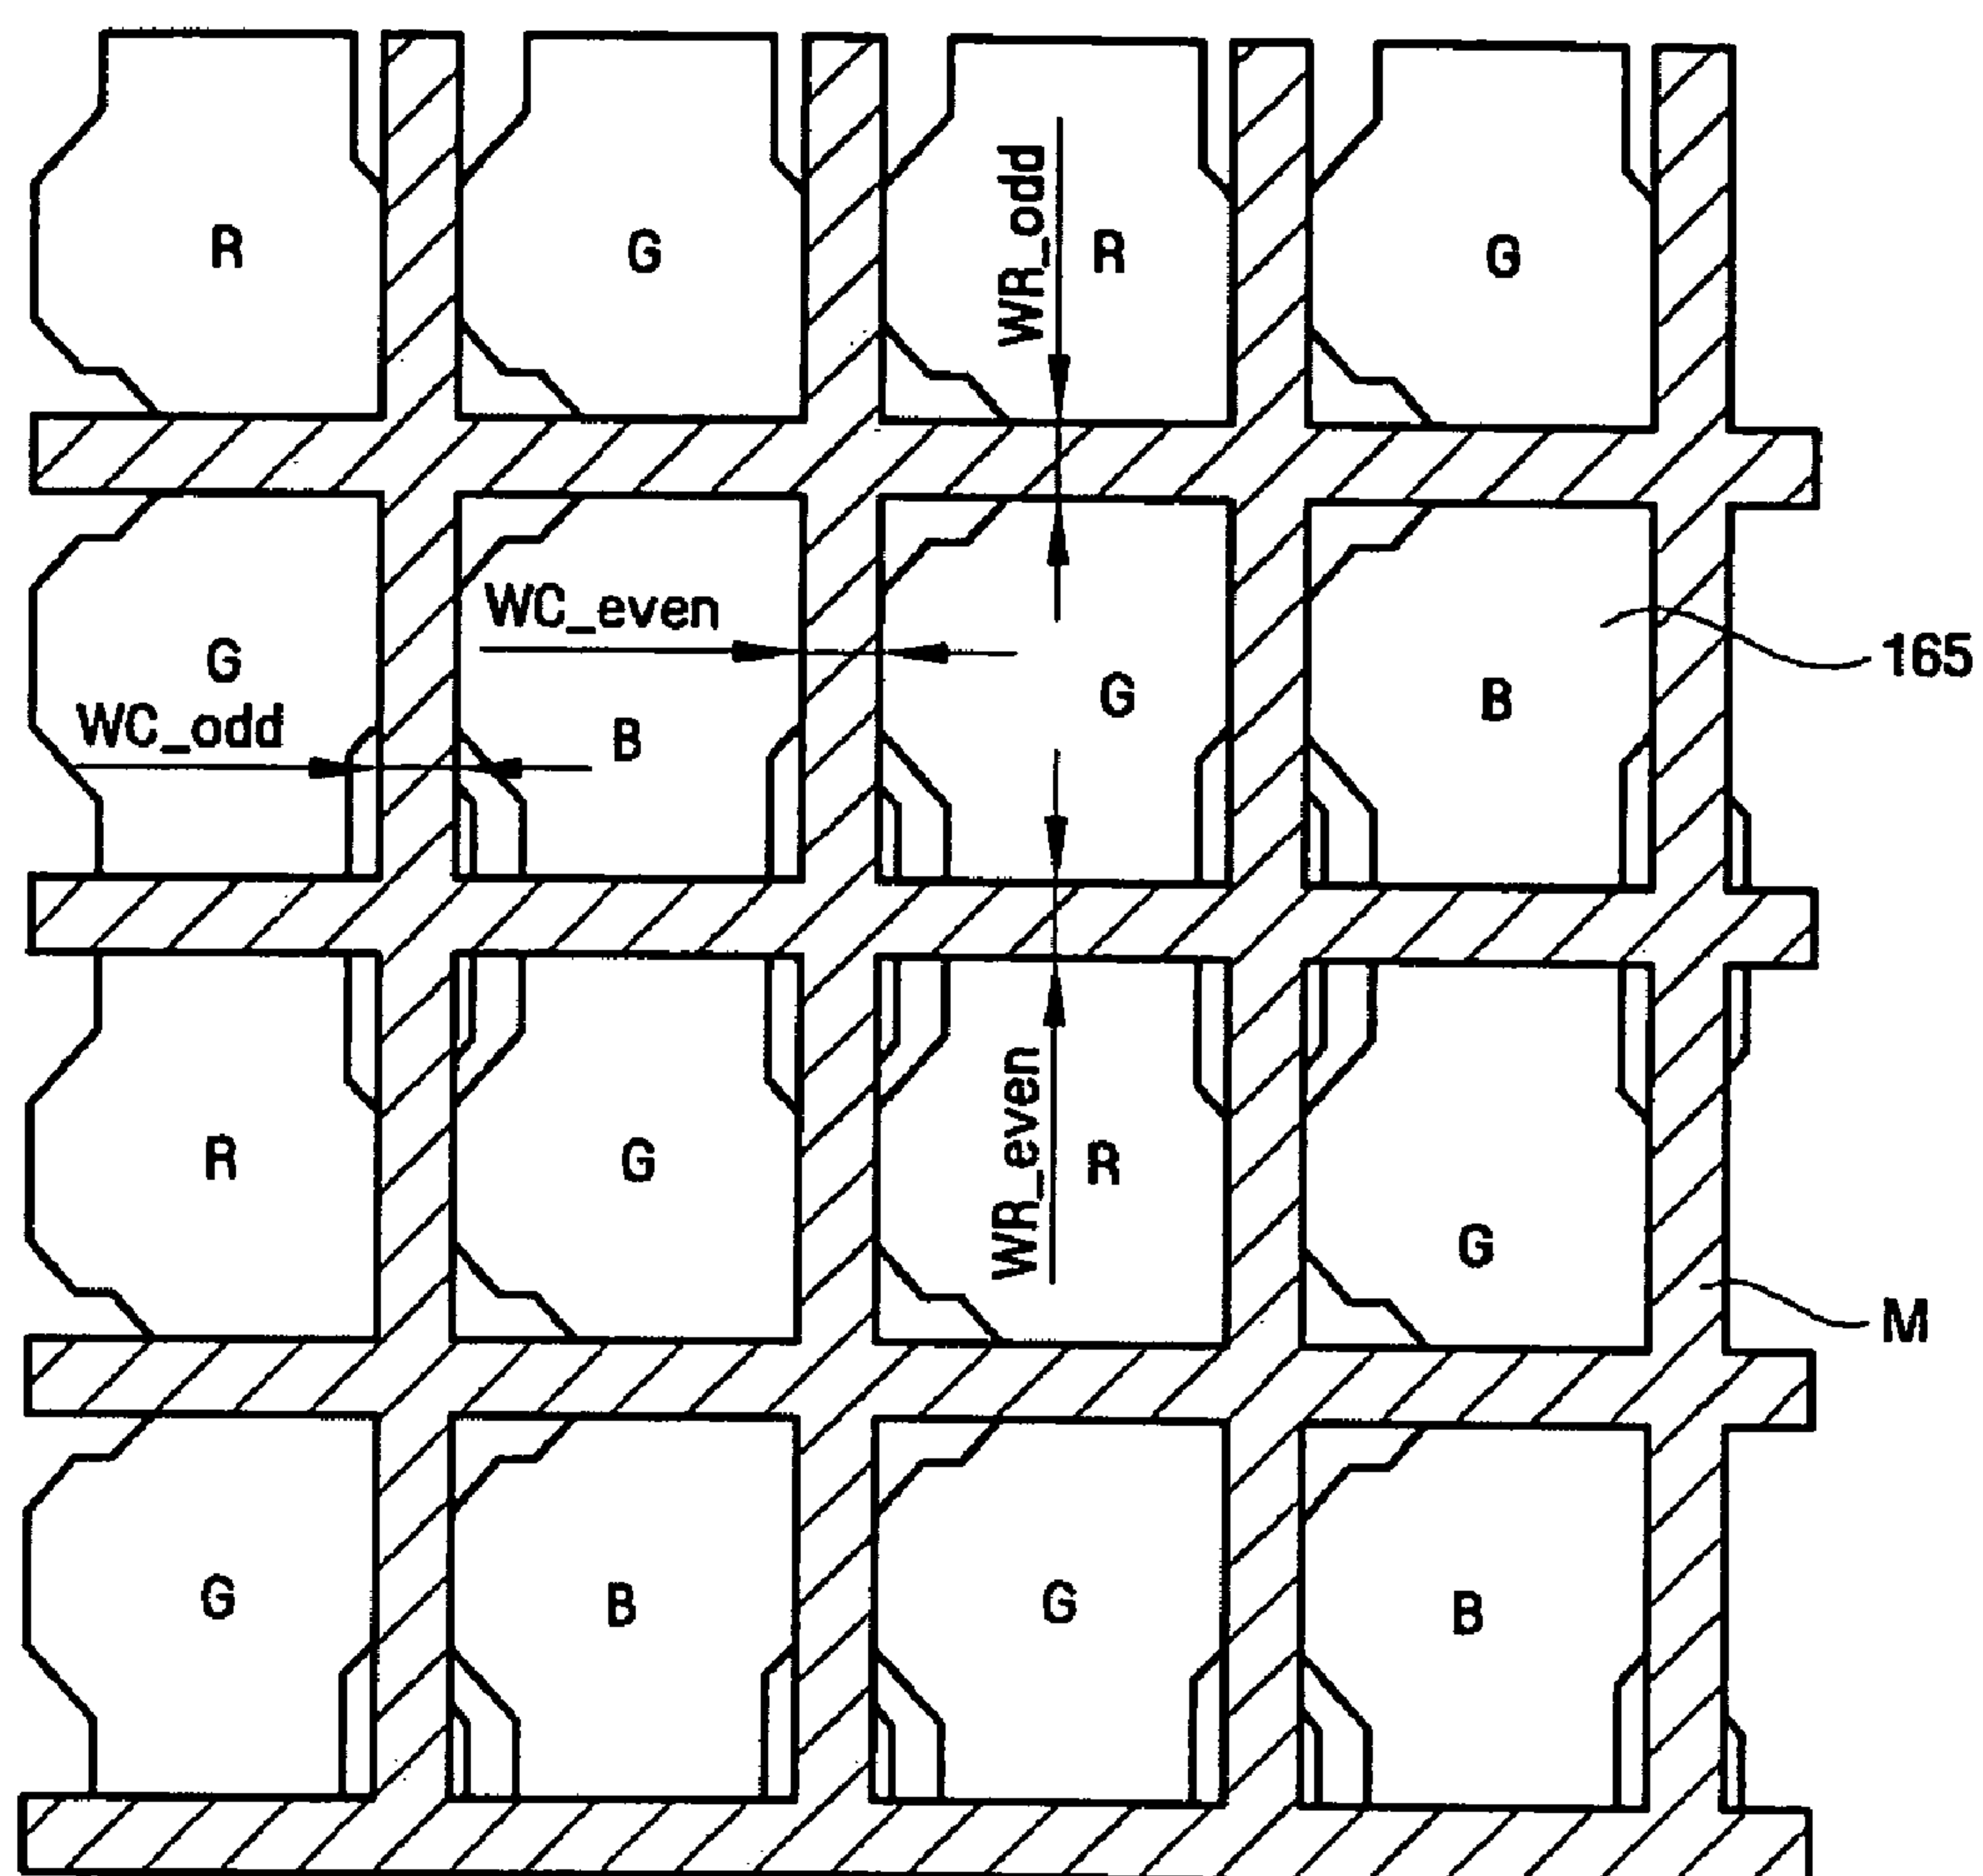 R G R G
WR_odd
G B G B
WC_even
WC_odd
165
R G R G
WR_even
M
G B G B